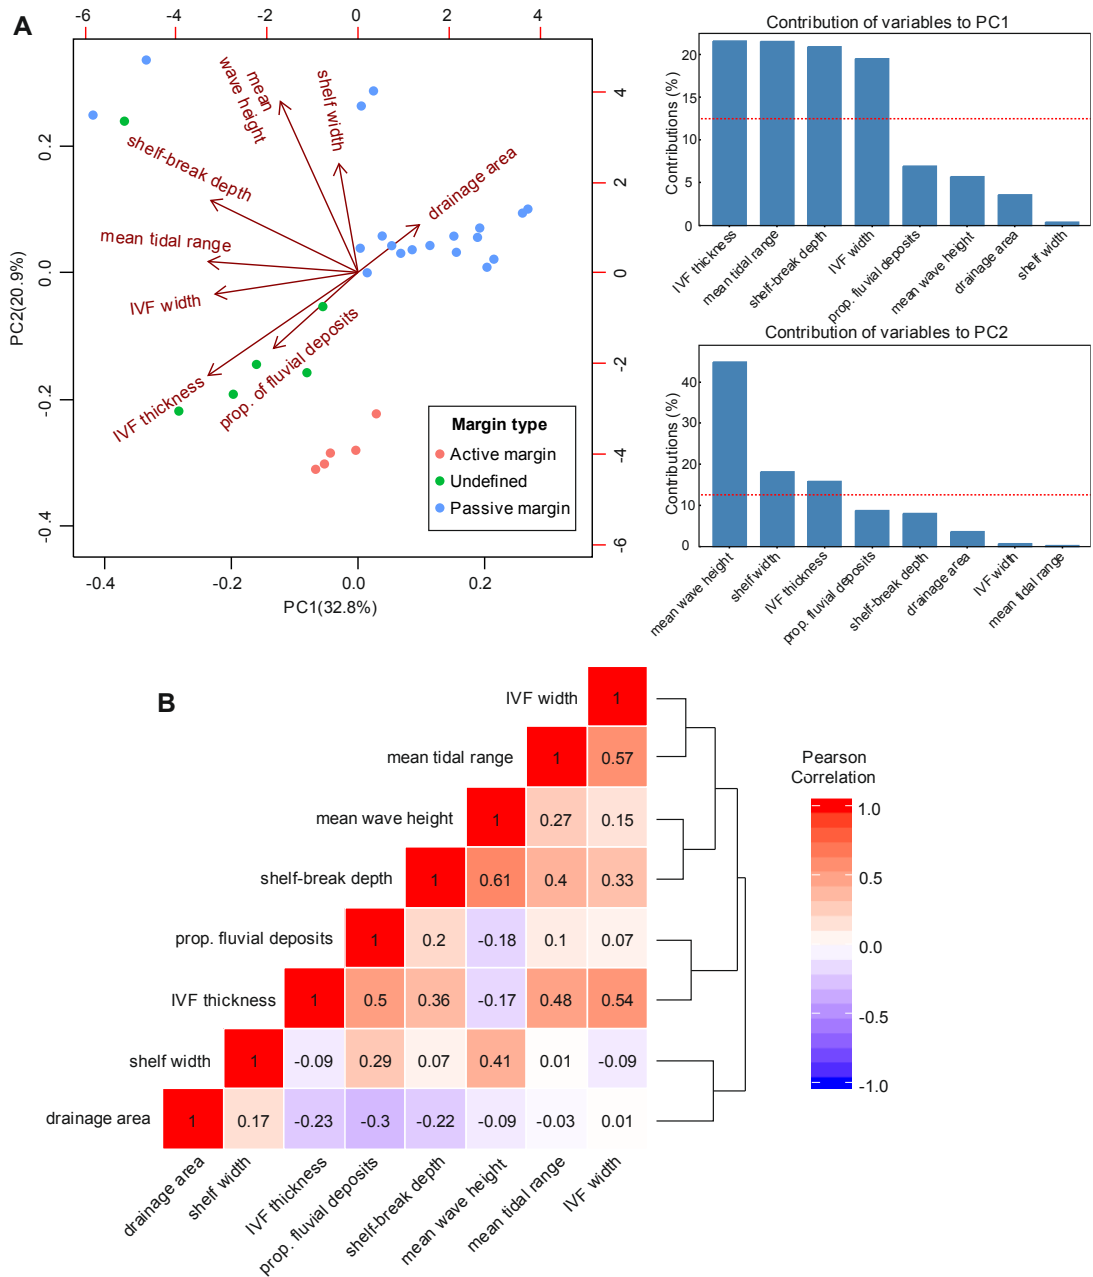 A
-6
-4
-2
0
2
4
mean
wave height
shelf width
drainage area
shelf-break depth
mean tidal range
IVF width
IVF thickness
prop. of fluvial deposits
0.2
0.0
-0.2
-0.4
PC2(20.9%)
4
2
0
-2
-4
-6
Margin type
Active margin
Undefined
Passive margin
-0.4
-0.2
0.0
0.2
PC1(32.8%)
Contribution of variables to PC1
Contributions (%)
20
15
10
5
0
IVF thickness
mean tidal range
shelf-break depth
IVF width
prop. fluvial deposits
mean wave height
drainage area
shelf width
Contribution of variables to PC2
Contributions (%)
40
30
20
10
0
mean wave height
shelf width
IVF thickness
prop. fluvial deposits
shelf-break depth
drainage area
IVF width
mean tidal range
B
IVF width 1
mean tidal range 1 0.57
mean wave height 1 0.27 0.15
shelf-break depth 1 0.61 0.4 0.33
prop. fluvial deposits 1 0.2 -0.18 0.1 0.07
IVF thickness 1 0.5 0.36 -0.17 0.48 0.54
shelf width 1 -0.09 0.29 0.07 0.41 0.01 -0.09
drainage area 1 0.17 -0.23 -0.3 -0.22 -0.09 -0.03 0.01
drainage area
shelf width
IVF thickness
prop. fluvial deposits
shelf-break depth
mean wave height
mean tidal range
IVF width
Pearson
Correlation
1.0
0.5
0.0
-0.5
-1.0